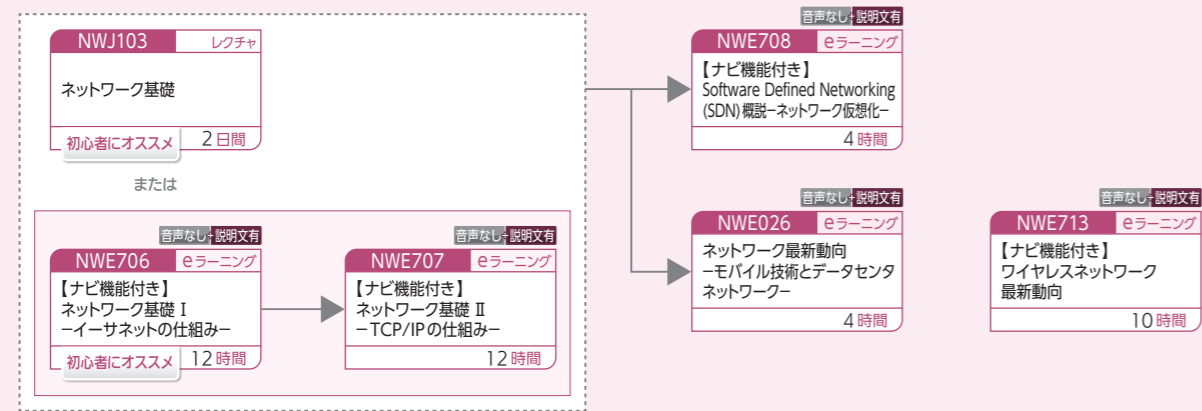 NWJ103 レクチャ
ネットワーク基礎
初心者にオススメ 2日間
または
音声なし+説明文有
NWE706 eラーニング
【ナビ機能付き】
ネットワーク基礎 Ⅰ
−イーサネットの仕組み−
初心者にオススメ 12時間
音声なし+説明文有
NWE707 eラーニング
【ナビ機能付き】
ネットワーク基礎 Ⅱ
−TCP/IPの仕組み−
12時間
音声なし+説明文有
NWE708 eラーニング
【ナビ機能付き】
Software Defined Networking
(SDN)概説−ネットワーク仮想化−
4時間
音声なし+説明文有
NWE026 eラーニング
ネットワーク最新動向
−モバイル技術とデータセンタ
ネットワーク−
4時間
音声なし+説明文有
NWE713 eラーニング
【ナビ機能付き】
ワイヤレスネットワーク
最新動向
10時間